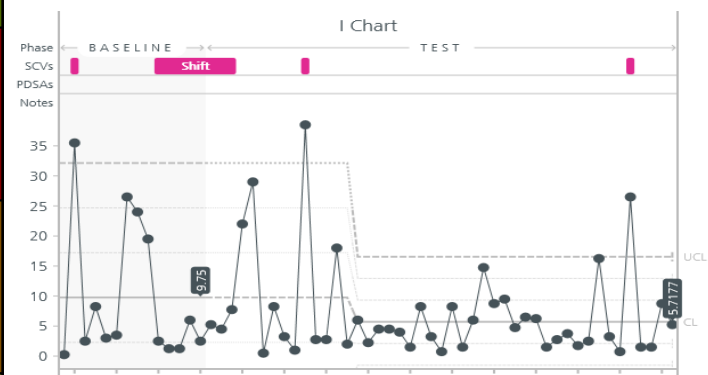 I Chart
Phase BASELINE TEST
SCVs Shift
PDSAs
Notes
35
30
25
20
15
10
5
0
9.75
5.7177
UCL
CL